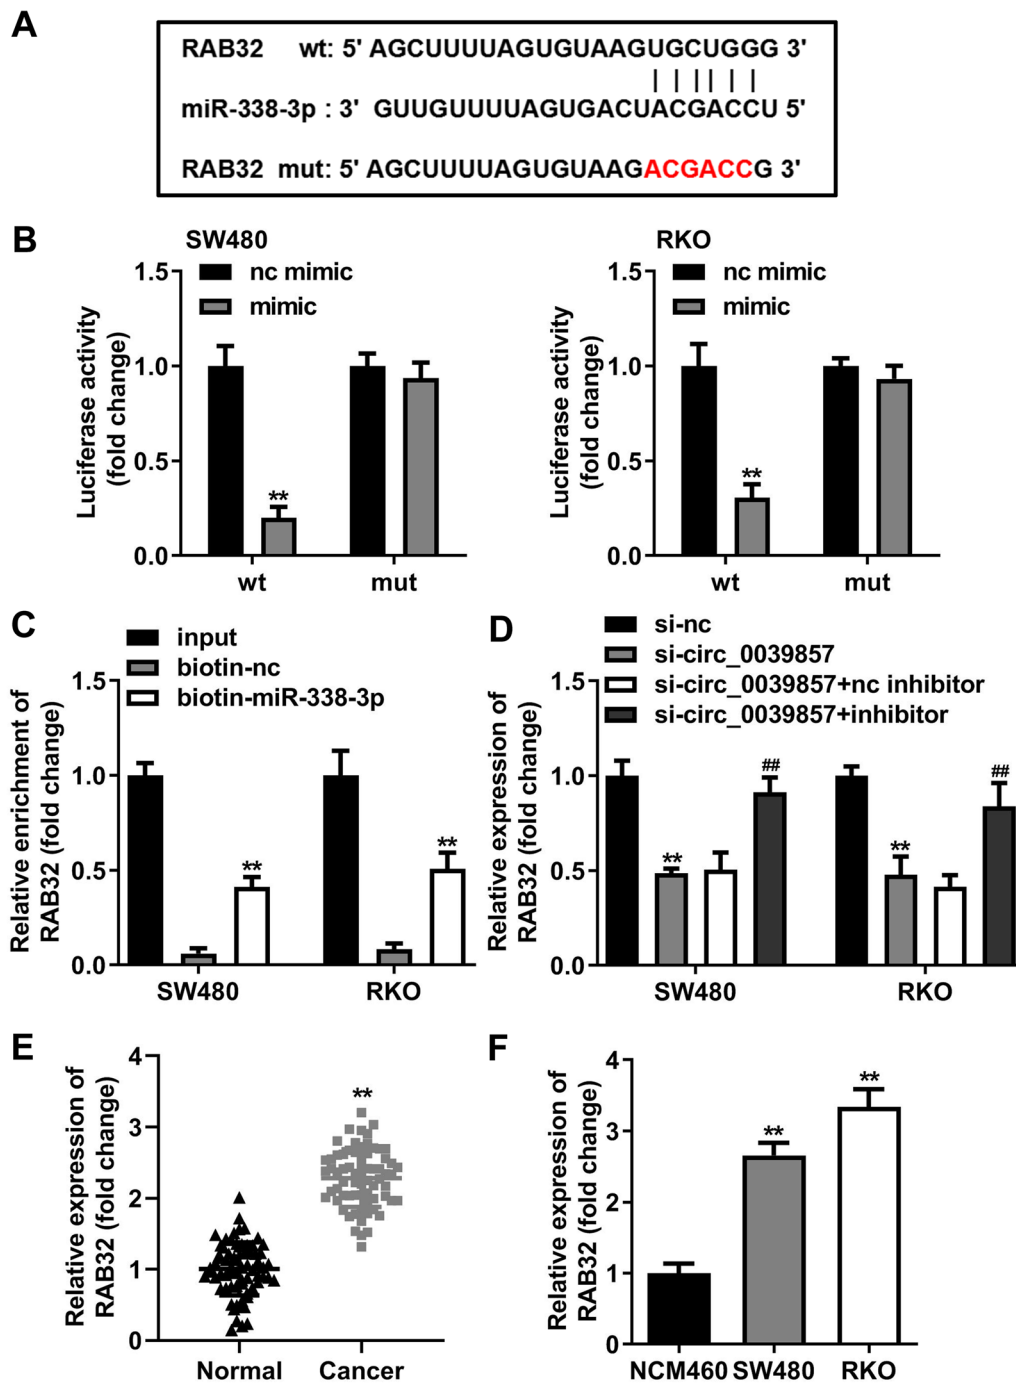 A
RAB32 wt: 5' AGCUUUUAGUGUAAGUGCUGGG 3'
miR-338-3p : 3' GUUGUUUUAGUGACUACGACCU 5'
RAB32 mut: 5' AGCUUUUAGUGUAAGACGACCG 3'
B
SW480
nc mimic
mimic
Luciferase activity
(fold change)
1.5
1.0
0.5
0.0
**
wt
mut
RKO
nc mimic
mimic
Luciferase activity
(fold change)
1.5
1.0
0.5
0.0
**
wt
mut
C
input
biotin-nc
biotin-miR-338-3p
Relative enrichment of
RAB32 (fold change)
1.5
1.0
0.5
0.0
**
**
SW480
RKO
D
si-nc
si-circ_0039857
si-circ_0039857+nc inhibitor
si-circ_0039857+inhibitor
Relative expression of
RAB32 (fold change)
1.5
1.0
0.5
0.0
**
##
**
##
SW480
RKO
E
Relative expression of
RAB32 (fold change)
4
3
2
1
0
**
Normal
Cancer
F
Relative expression of
RAB32 (fold change)
4
3
2
1
0
**
**
NCM460
SW480
RKO